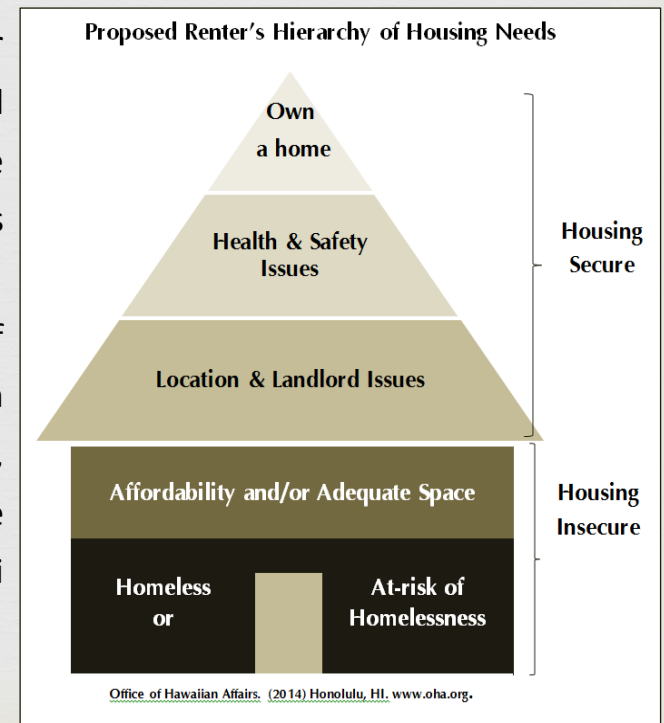 Proposed Renter's Hierarchy of Housing Needs
Own
a home
Health & Safety
Issues
Location & Landlord Issues
Housing
Secure
Affordability and/or Adequate Space
Housing
Insecure
Homeless
or
At-risk of
Homelessness
Office of Hawaiian Affairs. (2014) Honolulu, HI. www.oha.org.